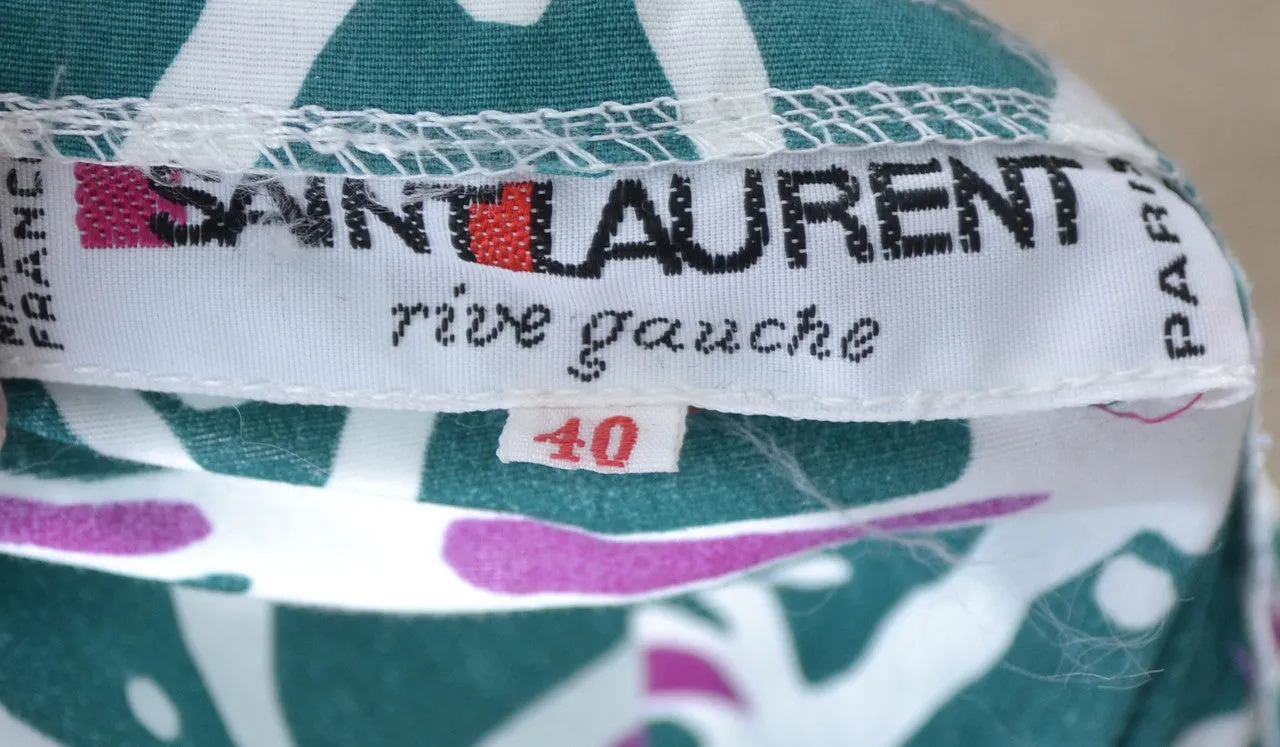 SAINT LAURENT
rive gauche
PARIS
FRANCE
40